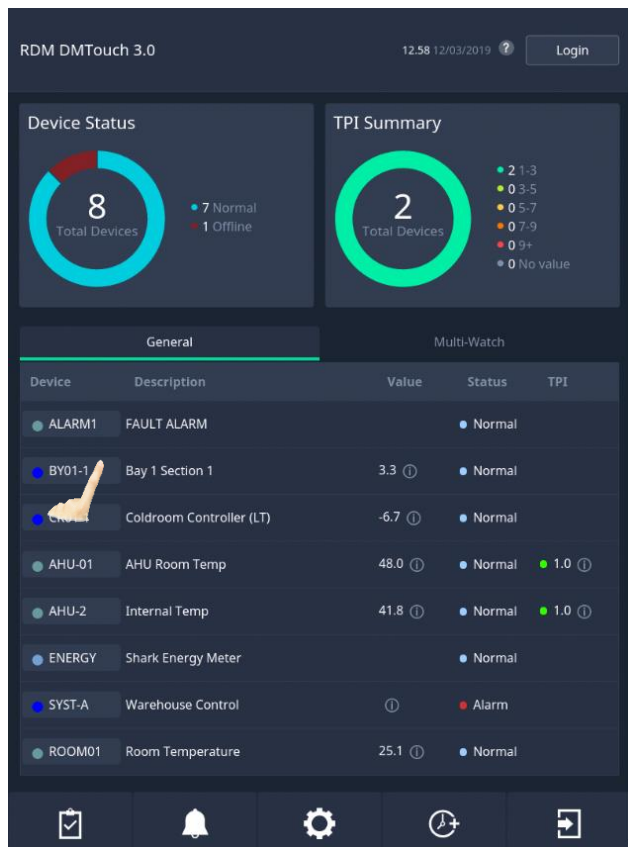 RDM DMTouch 3.0
12.58 12/03/2019 ? Login
Device Status
8
Total Devices
7 Normal
1 Offline
TPI Summary
2
Total Devices
2 1-3
0 3-5
0 5-7
0 7-9
0 9+
0 No value
General Multi-Watch
Device Description Value Status TPI
ALARM1 FAULT ALARM Normal
BY01-1 Bay 1 Section 1 3.3 Normal
Coldroom Controller (LT) -6.7 Normal
AHU-01 AHU Room Temp 48.0 Normal 1.0
AHU-2 Internal Temp 41.8 Normal 1.0
ENERGY Shark Energy Meter Normal
SYST-A Warehouse Control Alarm
ROOM01 Room Temperature 25.1 Normal